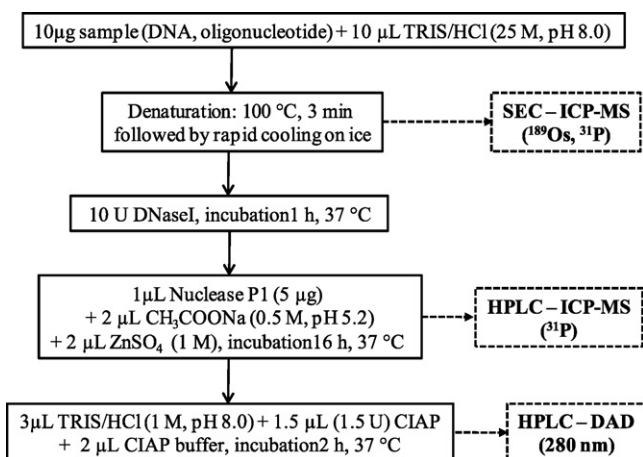 10µg sample (DNA, oligonucleotide) + 10 µL TRIS/HCl (25 M, pH 8.0)
Denaturation: 100 °C, 3 min
followed by rapid cooling on ice
SEC – ICP-MS
(¹⁸⁹Os, ³¹P)
10 U DNaseI, incubation1 h, 37 °C
1µL Nuclease P1 (5 µg)
+ 2 µL CH₃COONa (0.5 M, pH 5.2)
+ 2 µL ZnSO₄ (1 M), incubation16 h, 37 °C
HPLC – ICP-MS
(³¹P)
3µL TRIS/HCl (1 M, pH 8.0) + 1.5 µL (1.5 U) CIAP
+ 2 µL CIAP buffer, incubation2 h, 37 °C
HPLC – DAD
(280 nm)